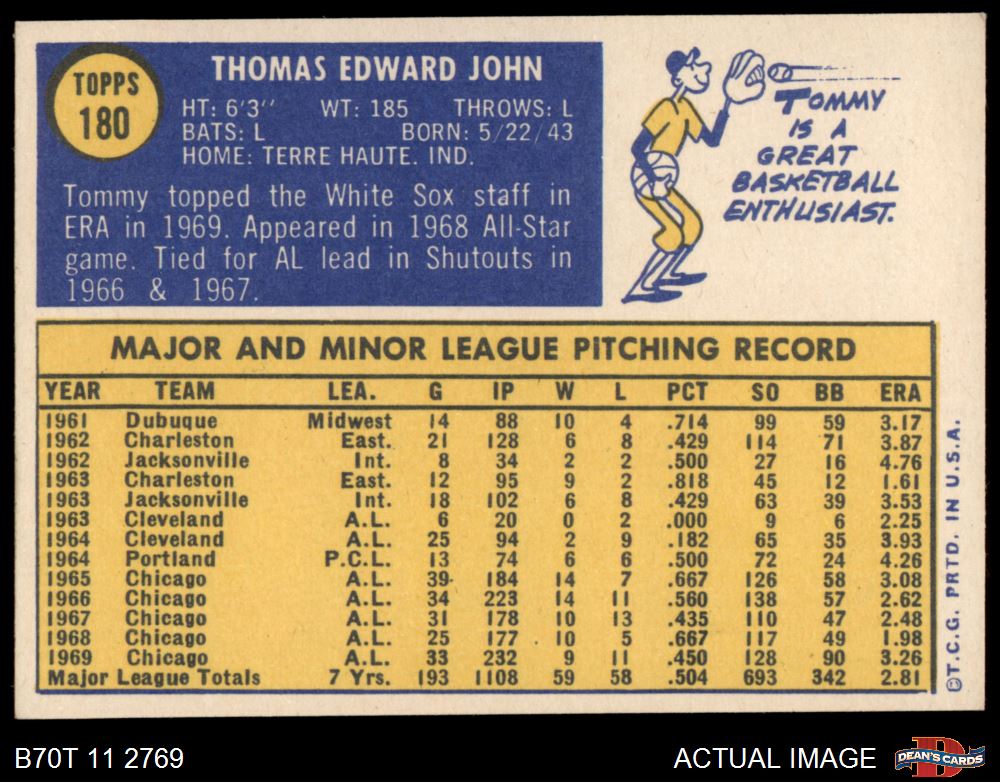 TOPPS
180
THOMAS EDWARD JOHN
HT: 6'3" WT: 185 THROWS: L
BATS: L BORN: 5/22/43
HOME: TERRE HAUTE. IND.
Tommy topped the White Sox staff in
ERA in 1969. Appeared in 1968 All-Star
game. Tied for AL lead in Shutouts in
1966 & 1967.
TOMMY
IS A
GREAT
BASKETBALL
ENTHUSIAST.
MAJOR AND MINOR LEAGUE PITCHING RECORD
YEAR TEAM LEA. G IP W L PCT SO BB ERA
1961 Dubuque Midwest 14 88 10 4 .714 99 59 3.17
1962 Charleston East. 21 128 6 8 .429 114 71 3.87
1962 Jacksonville Int. 8 34 2 2 .500 27 16 4.76
1963 Charleston East. 12 95 9 2 .818 45 12 1.61
1963 Jacksonville Int. 18 102 6 8 .429 63 39 3.53
1963 Cleveland A.L. 6 20 0 2 .000 9 6 2.25
1964 Cleveland A.L. 25 94 2 9 .182 65 35 3.93
1964 Portland P.C.L. 13 74 6 6 .500 72 24 4.26
1965 Chicago A.L. 39 184 14 7 .667 126 58 3.08
1966 Chicago A.L. 34 223 14 11 .560 138 57 2.62
1967 Chicago A.L. 31 178 10 13 .435 110 47 2.48
1968 Chicago A.L. 25 177 10 5 .667 117 49 1.98
1969 Chicago A.L. 33 232 9 11 .450 128 90 3.26
Major League Totals 7 Yrs. 193 1108 59 58 .504 693 342 2.81
©T.C.G. PRTD. IN U.S.A.
B70T 11 2769
ACTUAL IMAGE
D
DEAN'S CARDS